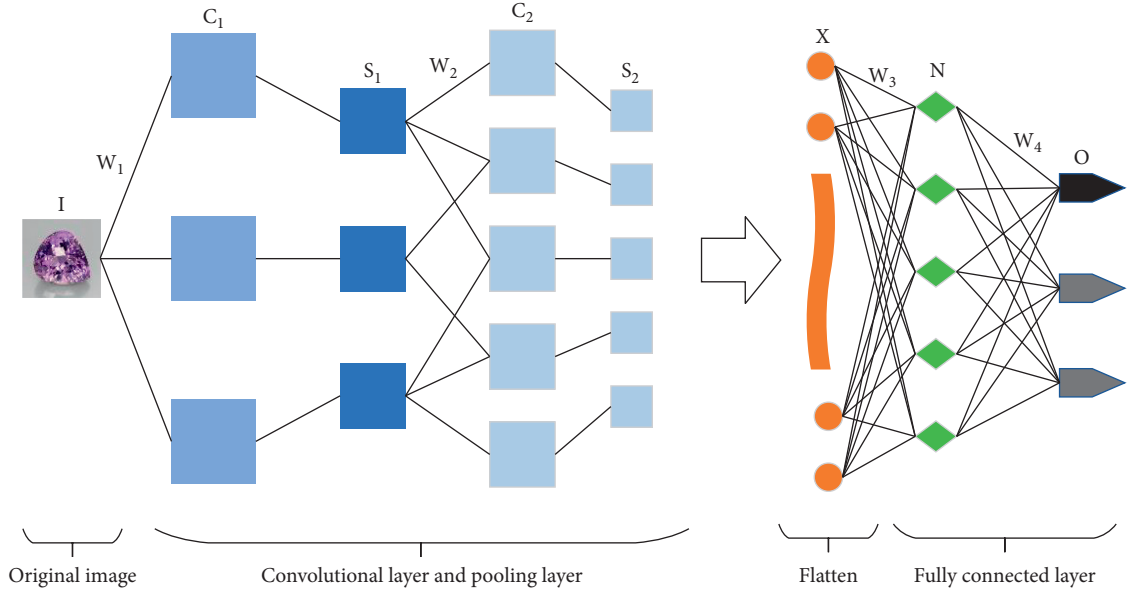 C₁
S₁
W₂
C₂
S₂
W₁
I
X
W₃
N
W₄
O
Original image
Convolutional layer and pooling layer
Flatten
Fully connected layer